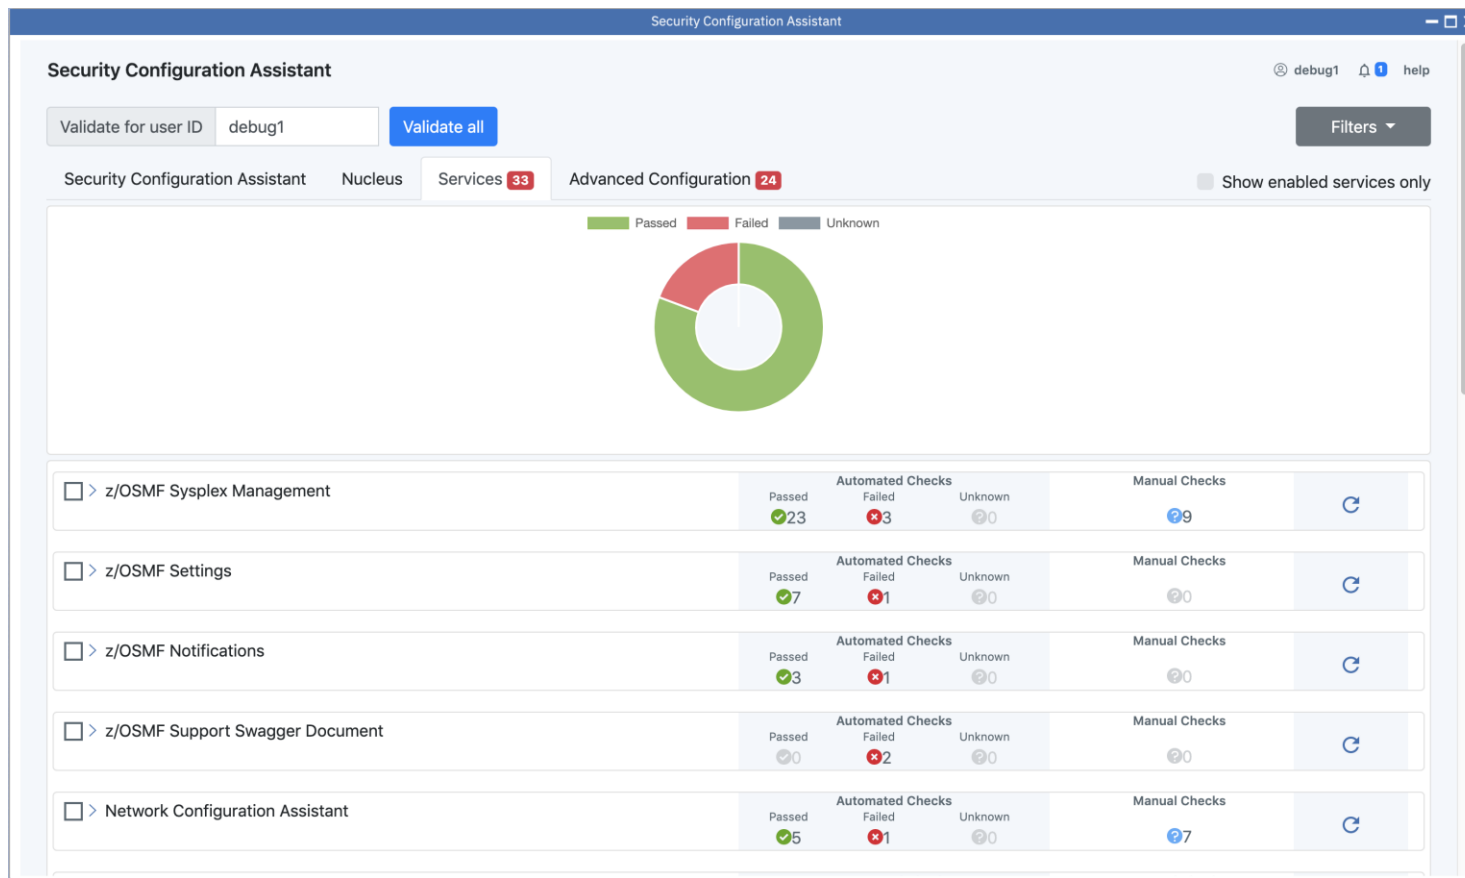 Security Configuration Assistant
Security Configuration Assistant
debug1 1 help
Validate for user ID debug1 Validate all Filters
Security Configuration Assistant Nucleus Services 33 Advanced Configuration 24 Show enabled services only
Passed Failed Unknown
z/OSMF Sysplex Management
Automated Checks Manual Checks
Passed Failed Unknown
23 3 0 9
z/OSMF Settings
Automated Checks Manual Checks
Passed Failed Unknown
7 1 0 0
z/OSMF Notifications
Automated Checks Manual Checks
Passed Failed Unknown
3 1 0 0
z/OSMF Support Swagger Document
Automated Checks Manual Checks
Passed Failed Unknown
0 2 0 0
Network Configuration Assistant
Automated Checks Manual Checks
Passed Failed Unknown
5 1 0 7